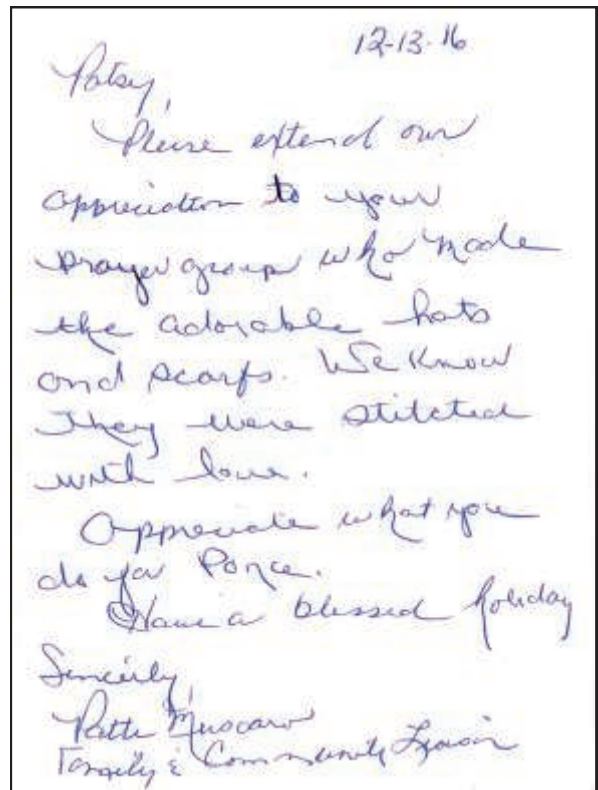 12-13-16
Patsy,
Please extend our
appreciation to your
prayer group who made
the adorable hats
and scarfs. We know
they were stitched
with love.
Appreciate what you
do for Ponce.
Have a blessed holiday
Sincerely,
Patti Muscaro
Family & Community Liaison